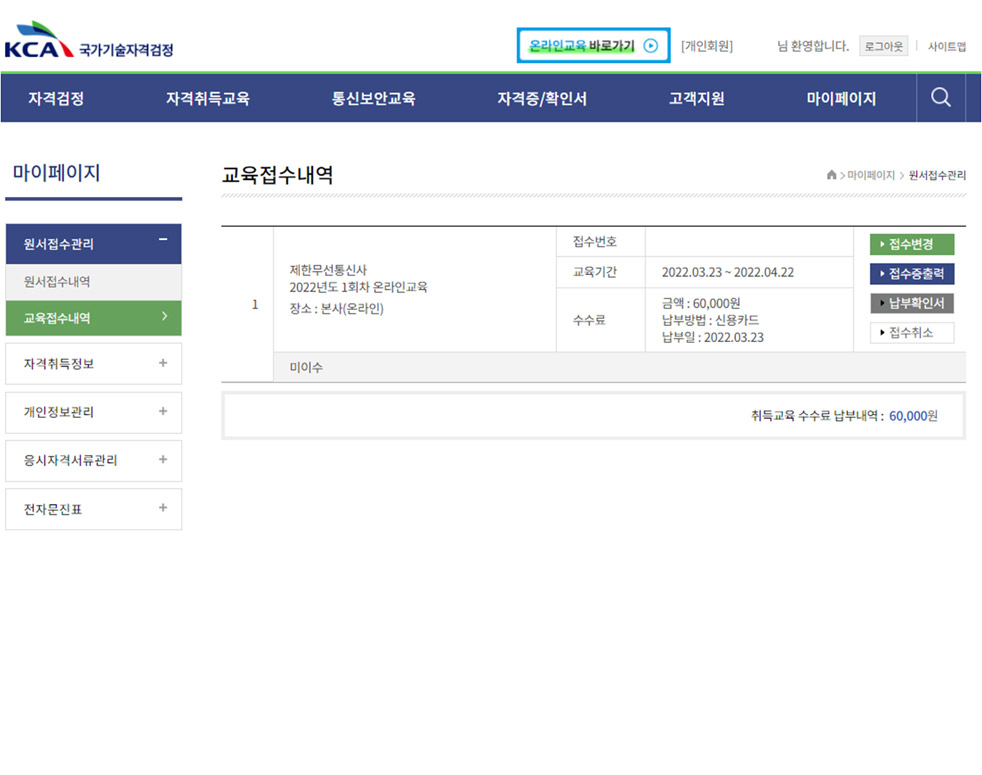 KCA 국가기술자격검정
온라인교육 바로가기
[개인회원]
님 환영합니다.
로그아웃
사이트맵
자격검정
자격취득교육
통신보안교육
자격증/확인서
고객지원
마이페이지
마이페이지
원서접수관리 −
원서접수내역
교육접수내역 >
자격취득정보 +
개인정보관리 +
응시자격서류관리 +
전자문진표 +
교육접수내역
> 마이페이지 > 원서접수관리
1
제한무선통신사
2022년도 1회차 온라인교육
장소 : 본사(온라인)
접수번호
교육기간
2022.03.23 ~ 2022.04.22
수수료
금액 : 60,000원
납부방법 : 신용카드
납부일 : 2022.03.23
접수변경
접수증출력
납부확인서
접수취소
미이수
취득교육 수수료 납부내역 : 60,000원